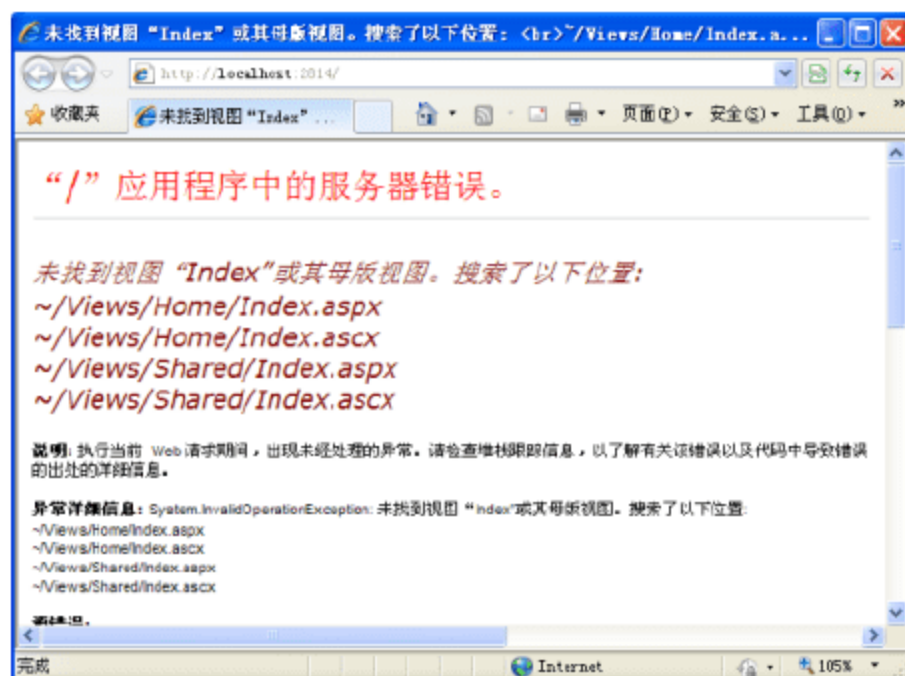 未找到视图 “Index” 或其母版视图。搜索了以下位置: <br>~/Views/Home/Index.a...
http://localhost:2014/
收藏夹
未找到视图 “Index” ...
页面(P)
安全(S)
工具(O)
»
“/”应用程序中的服务器错误。
未找到视图 “Index”或其母版视图。搜索了以下位置:
~/Views/Home/Index.aspx
~/Views/Home/Index.ascx
~/Views/Shared/Index.aspx
~/Views/Shared/Index.ascx
说明: 执行当前 Web 请求期间，出现未经处理的异常。请检查堆栈跟踪信息，以了解有关该错误以及代码中导致错误
的出处的详细信息。
异常详细信息: System.InvalidOperationException: 未找到视图 “Index”或其母版视图。搜索了以下位置:
~/Views/Home/Index.aspx
~/Views/Home/Index.ascx
~/Views/Shared/Index.aspx
~/Views/Shared/Index.ascx
源错误:
完成
Internet
105%